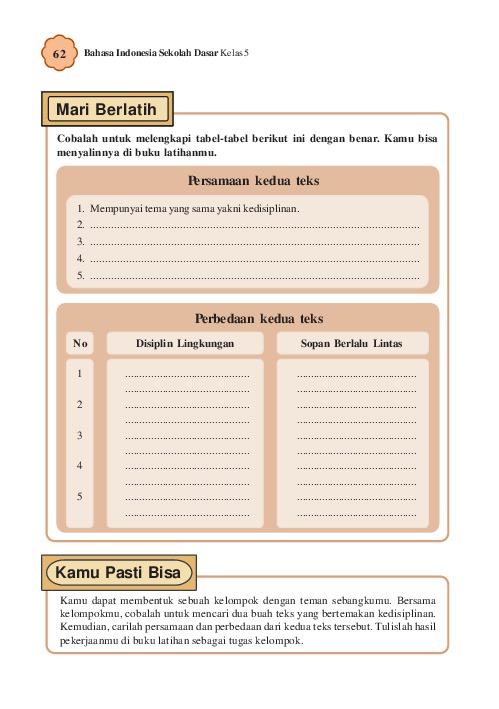 62 Bahasa Indonesia Sekolah Dasar Kelas 5
Mari Berlatih
Cobalah untuk melengkapi tabel-tabel berikut ini dengan benar. Kamu bisa
menyalinnya di buku latihanmu.
Persamaan kedua teks
1. Mempunyai tema yang sama yakni kedisiplinan.
2. ....................................................................................
3. ....................................................................................
4. ....................................................................................
5. ....................................................................................
Perbedaan kedua teks
No Disiplin Lingkungan Sopan Berlalu Lintas
1 ........................................ ........................................
........................................ ........................................
2 ........................................ ........................................
........................................ ........................................
3 ........................................ ........................................
........................................ ........................................
4 ........................................ ........................................
........................................ ........................................
5 ........................................ ........................................
........................................ ........................................
Kamu Pasti Bisa
Kamu dapat membentuk sebuah kelompok dengan teman sebangkumu. Bersama
kelompokmu, cobalah untuk mencari dua buah teks yang bertemakan kedisiplinan.
Kemudian, carilah persamaan dan perbedaan dari kedua teks tersebut. Tulislah hasil
pekerjaanmu di buku latihan sebagai tugas kelompok.